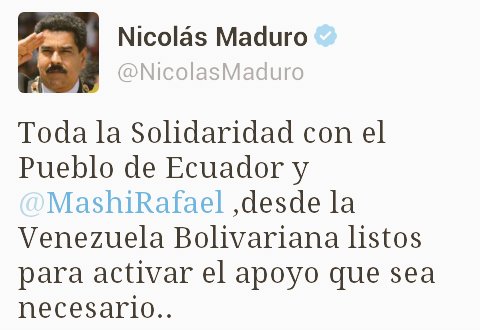 Nicolás Maduro
@NicolasMaduro
Toda la Solidaridad con el
Pueblo de Ecuador y
@MashiRafael ,desde la
Venezuela Bolivariana listos
para activar el apoyo que sea
necesario..